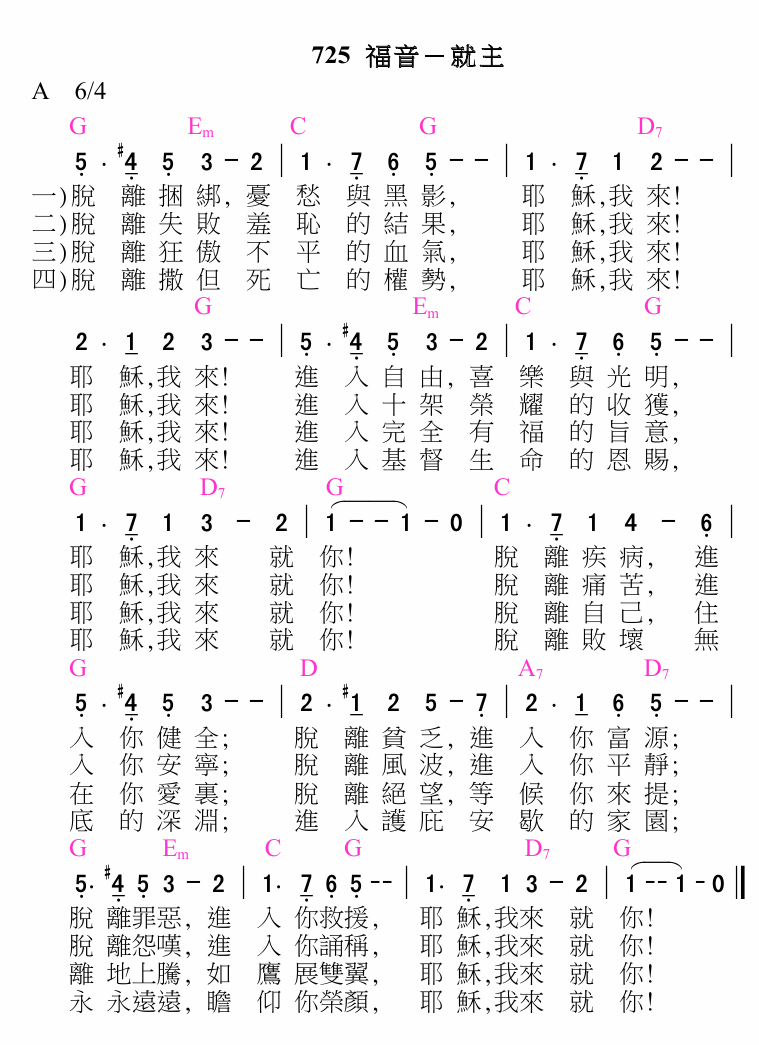 725 福音－就主
A 6/4
G Em C G D7
5̣ · #4̣ 5̣ 3 – 2 | 1 · 7̣ 6̣ 5̣ – – | 1 · 7̣ 1 2 – – |
一)脫 離 捆 綁, 憂 愁 與 黑 影, 耶 穌,我 來!
二)脫 離 失 敗 羞 恥 的 結 果, 耶 穌,我 來!
三)脫 離 狂 傲 不 平 的 血 氣, 耶 穌,我 來!
四)脫 離 撒 但 死 亡 的 權 勢, 耶 穌,我 來!
G Em C G
2 · 1 2 3 – – | 5̣ · #4̣ 5̣ 3 – 2 | 1 · 7̣ 6̣ 5̣ – – |
耶 穌,我 來! 進 入 自 由, 喜 樂 與 光 明,
耶 穌,我 來! 進 入 十 架 榮 耀 的 收 獲,
耶 穌,我 來! 進 入 完 全 有 福 的 旨 意,
耶 穌,我 來! 進 入 基 督 生 命 的 恩 賜,
G D7 G C
1 · 7̣ 1 3 – 2 | 1 – – 1 – 0 | 1 · 7̣ 1 4 – 6̣ |
耶 穌,我 來 就 你! 脫 離 疾 病, 進
耶 穌,我 來 就 你! 脫 離 痛 苦, 進
耶 穌,我 來 就 你! 脫 離 自 己, 住
耶 穌,我 來 就 你! 脫 離 敗 壞 無
G D A7 D7
5̣ · #4̣ 5̣ 3 – – | 2 · #1 2 5 – 7̣ | 2 · 1 6̣ 5̣ – – |
入 你 健 全; 脫 離 貧 乏, 進 入 你 富 源;
入 你 安 寧; 脫 離 風 波, 進 入 你 平 靜;
在 你 愛 裏; 脫 離 絕 望, 等 候 你 來 提;
底 的 深 淵; 進 入 護 庇 安 歇 的 家 園;
G Em C G D7 G
5̣· #4̣ 5̣ 3 – 2 | 1· 7̣ 6̣ 5̣ -- | 1· 7̣ 1 3 – 2 | 1 -- 1 - 0 ‖
脫 離罪惡, 進 入 你救援, 耶 穌,我來 就 你!
脫 離怨嘆, 進 入 你誦稱, 耶 穌,我來 就 你!
離 地上騰, 如 鷹 展雙翼, 耶 穌,我來 就 你!
永 永遠遠, 瞻 仰 你榮顏, 耶 穌,我來 就 你!